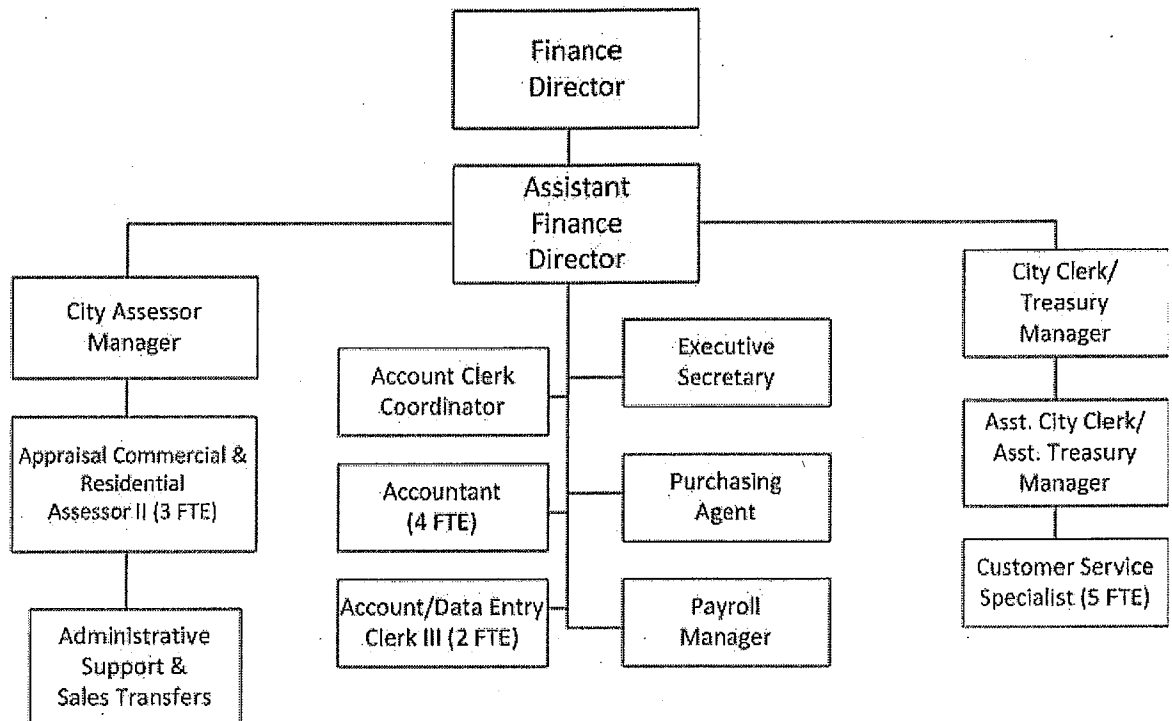 Finance
Director
Assistant
Finance
Director
City Assessor
Manager
Appraisal Commercial &
Residential
Assessor II (3 FTE)
Administrative
Support &
Sales Transfers
Account Clerk
Coordinator
Accountant
(4 FTE)
Account/Data Entry
Clerk III (2 FTE)
Executive
Secretary
Purchasing
Agent
Payroll
Manager
City Clerk/
Treasury
Manager
Asst. City Clerk/
Asst. Treasury
Manager
Customer Service
Specialist (5 FTE)